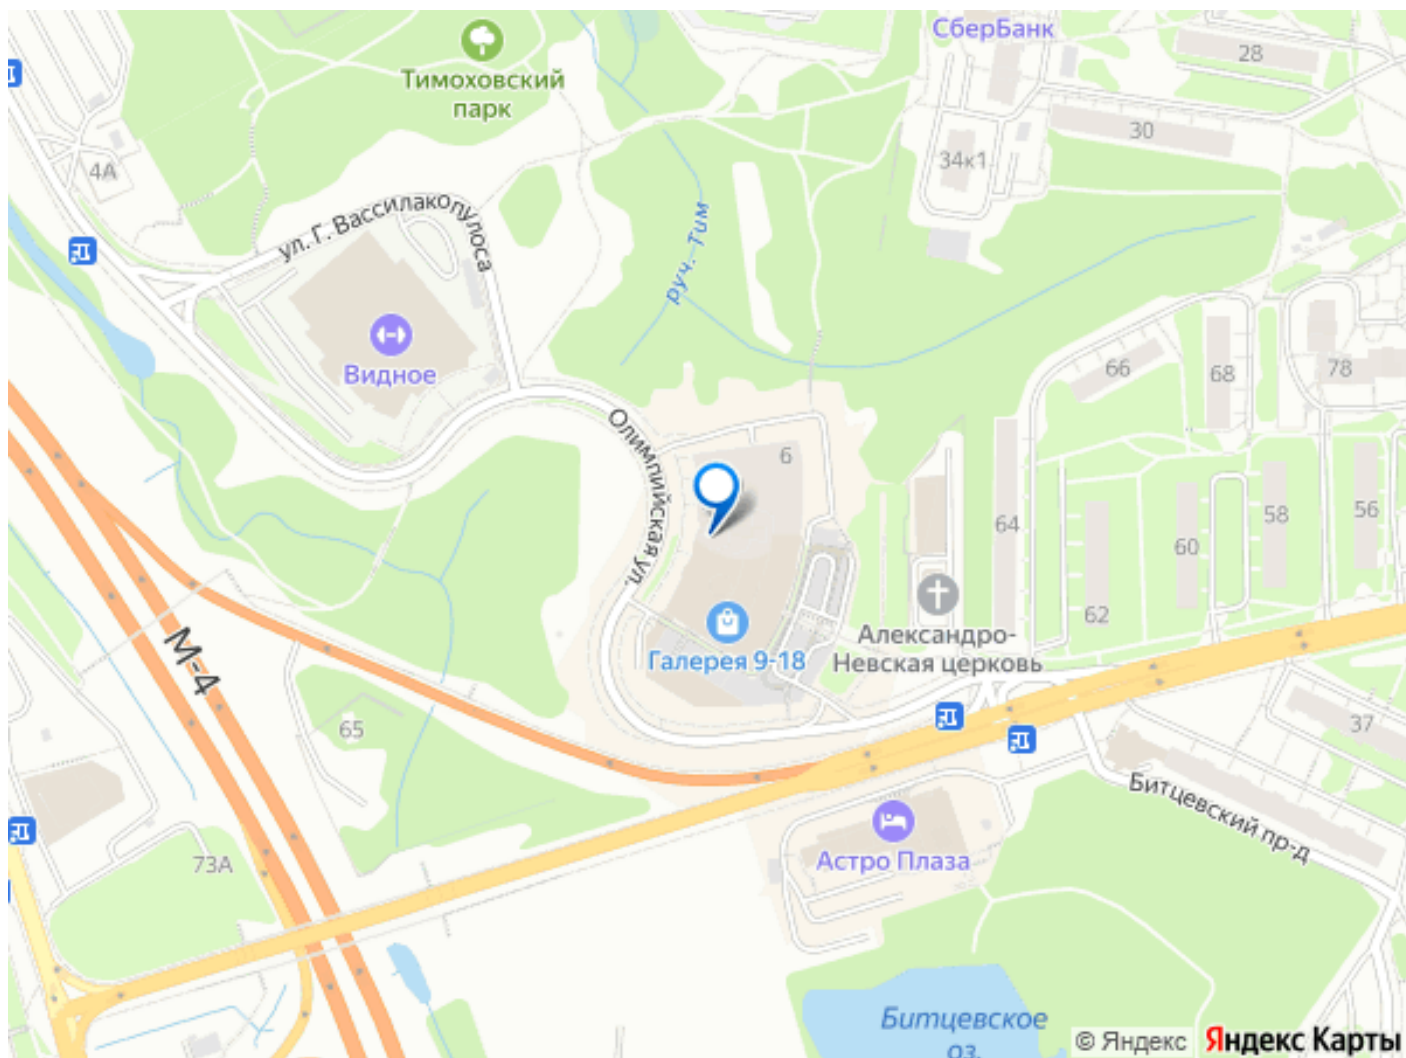 СберБанк
28
Тимоховский
парк
30
34к1
4А
ул. Г. Вассилакопулоса
руч. Тим
Видное
66
68
78
Олимпийская ул.
6
64
62
60
58
56
М-4
Галерея 9-18
Александро-
Невская церковь
65
37
Битцевский пр-д
73А
Астро Плаза
Битцевское
оз.
© Яндекс
Яндекс Карты